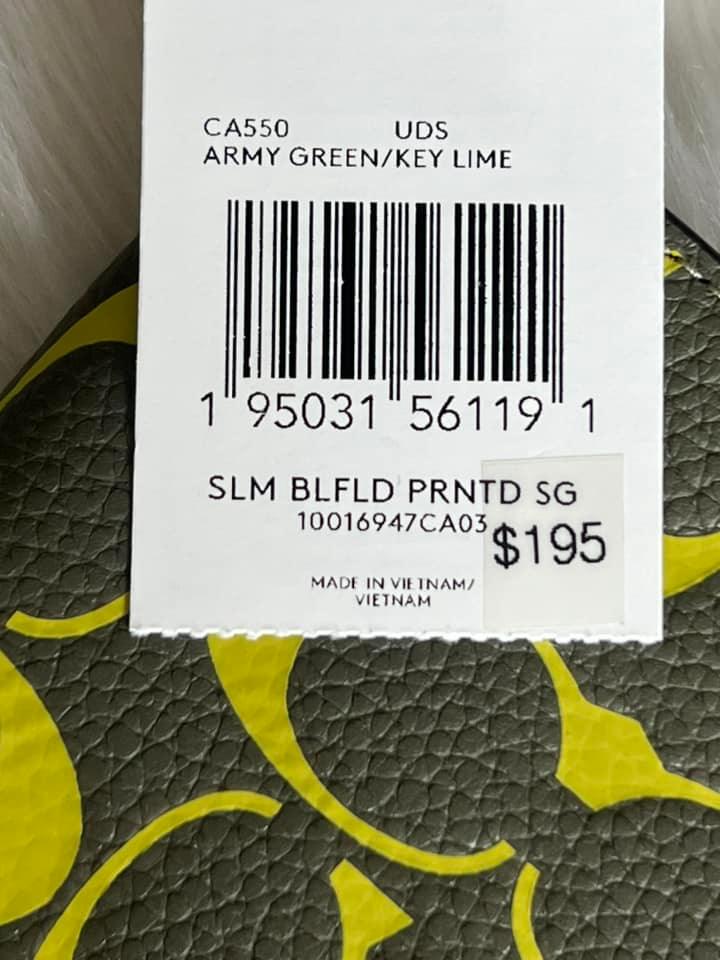 CA550 UDS
ARMY GREEN/KEY LIME
1 95031 56119 1
SLM BLFLD PRNTD SG
10016947CA03
$195
MADE IN VIETNAM/
VIETNAM